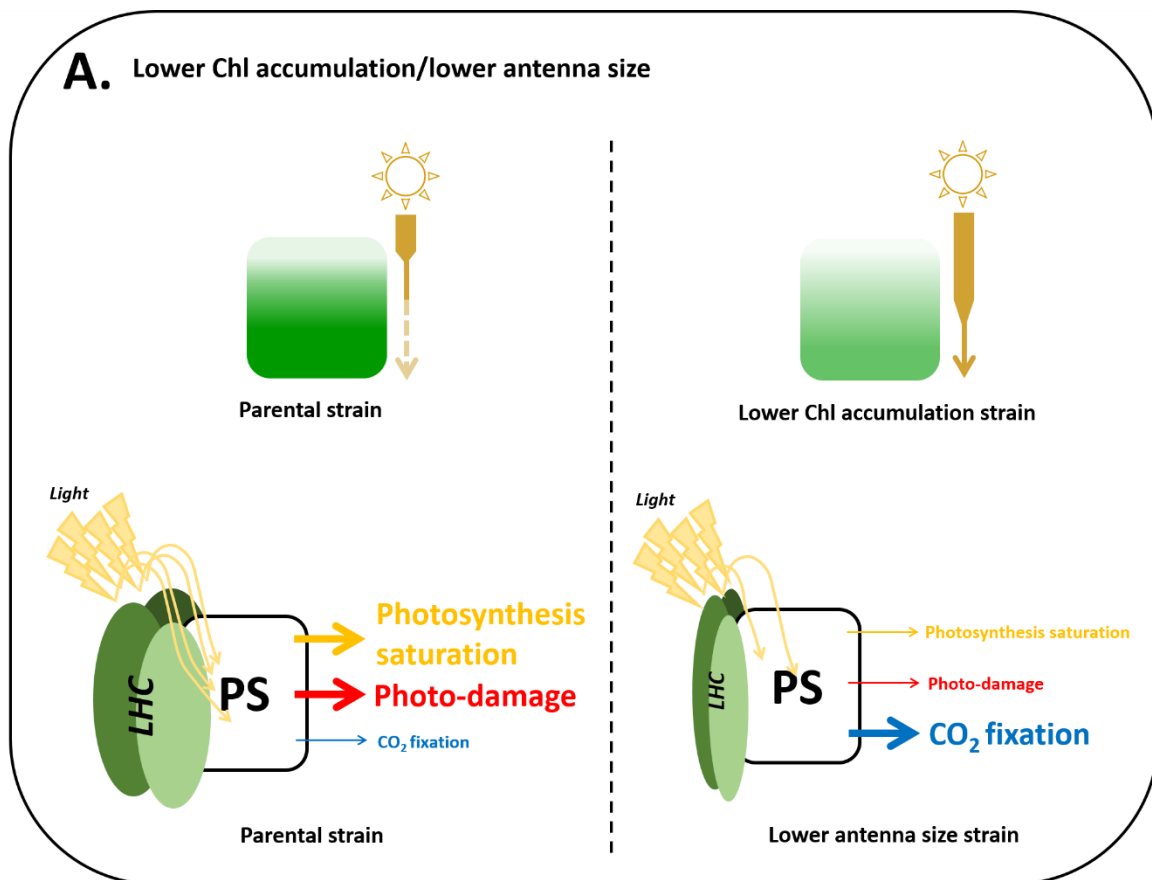 A. Lower Chl accumulation/lower antenna size
Parental strain
Lower Chl accumulation strain
Light
LHC
PS
Photosynthesis
saturation
Photo-damage
CO₂ fixation
Parental strain
Light
LHC
PS
Photosynthesis saturation
Photo-damage
CO₂ fixation
Lower antenna size strain